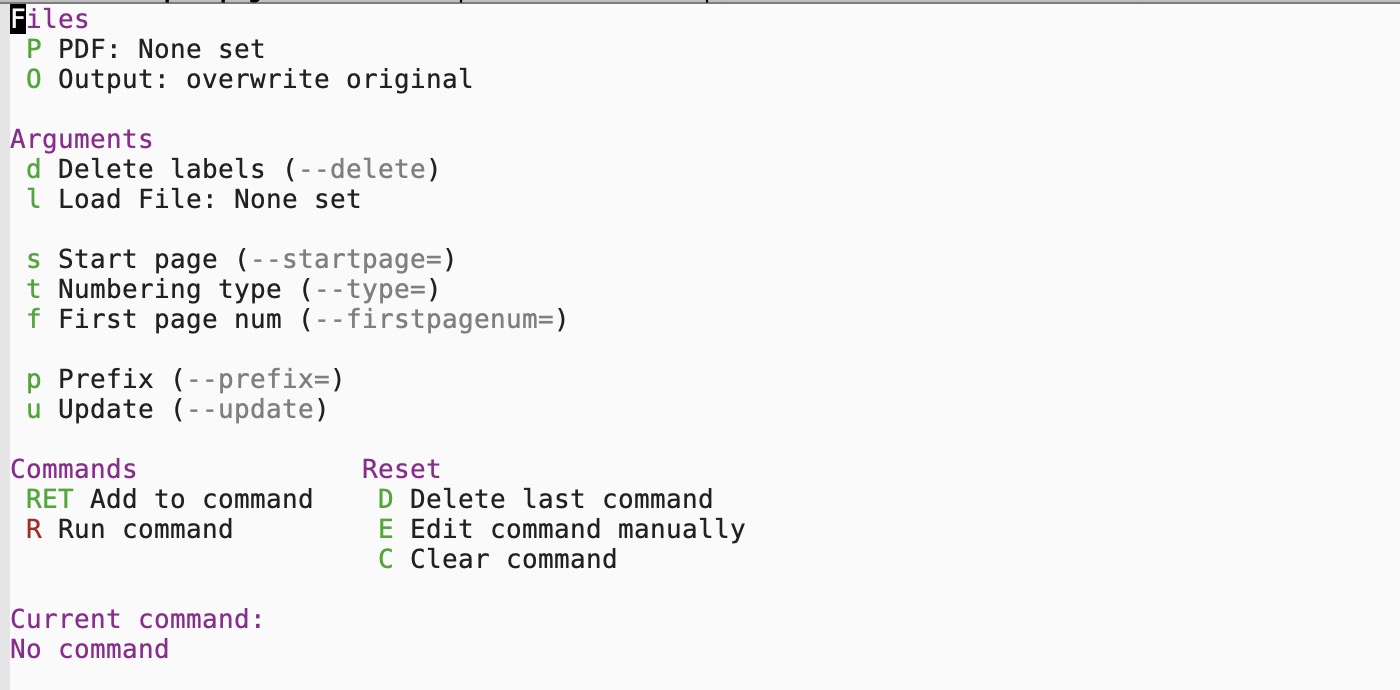 Files
P PDF: None set
O Output: overwrite original
Arguments
d Delete labels (--delete)
l Load File: None set
s Start page (--startpage=)
t Numbering type (--type=)
f First page num (--firstpagenum=)
p Prefix (--prefix=)
u Update (--update)
Commands Reset
RET Add to command D Delete last command
R Run command E Edit command manually
C Clear command
Current command:
No command